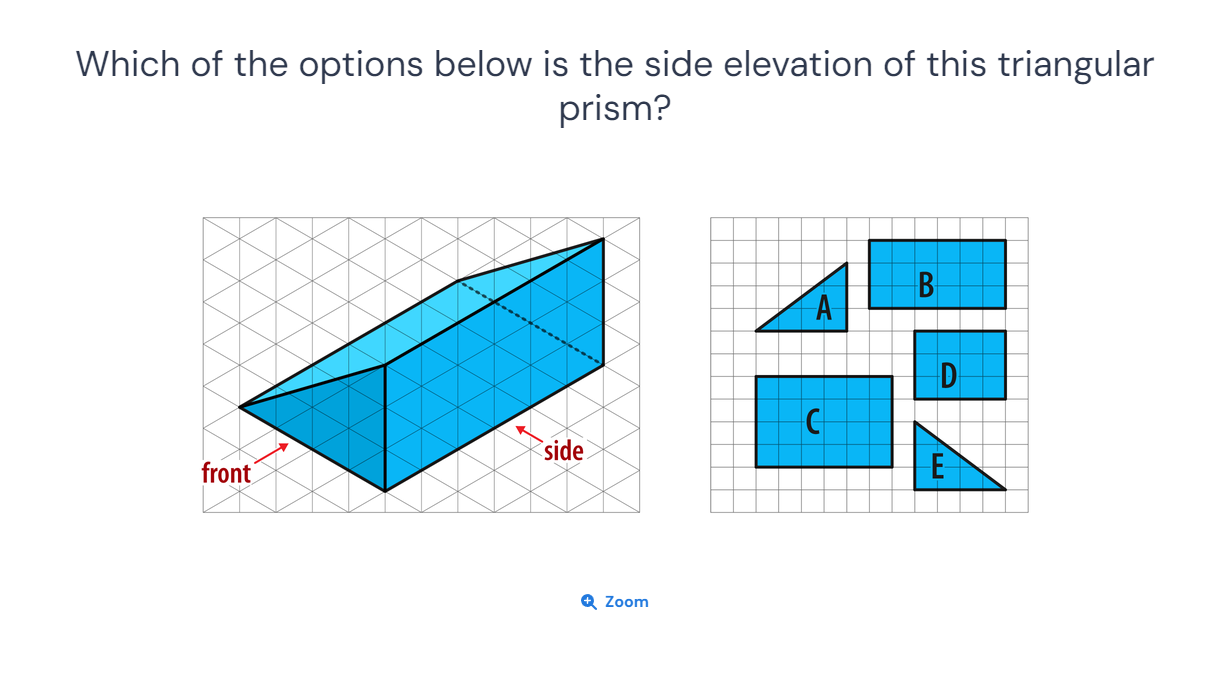 Which of the options below is the side elevation of this triangular
prism?
A
B
D
C
E
side
front
Zoom